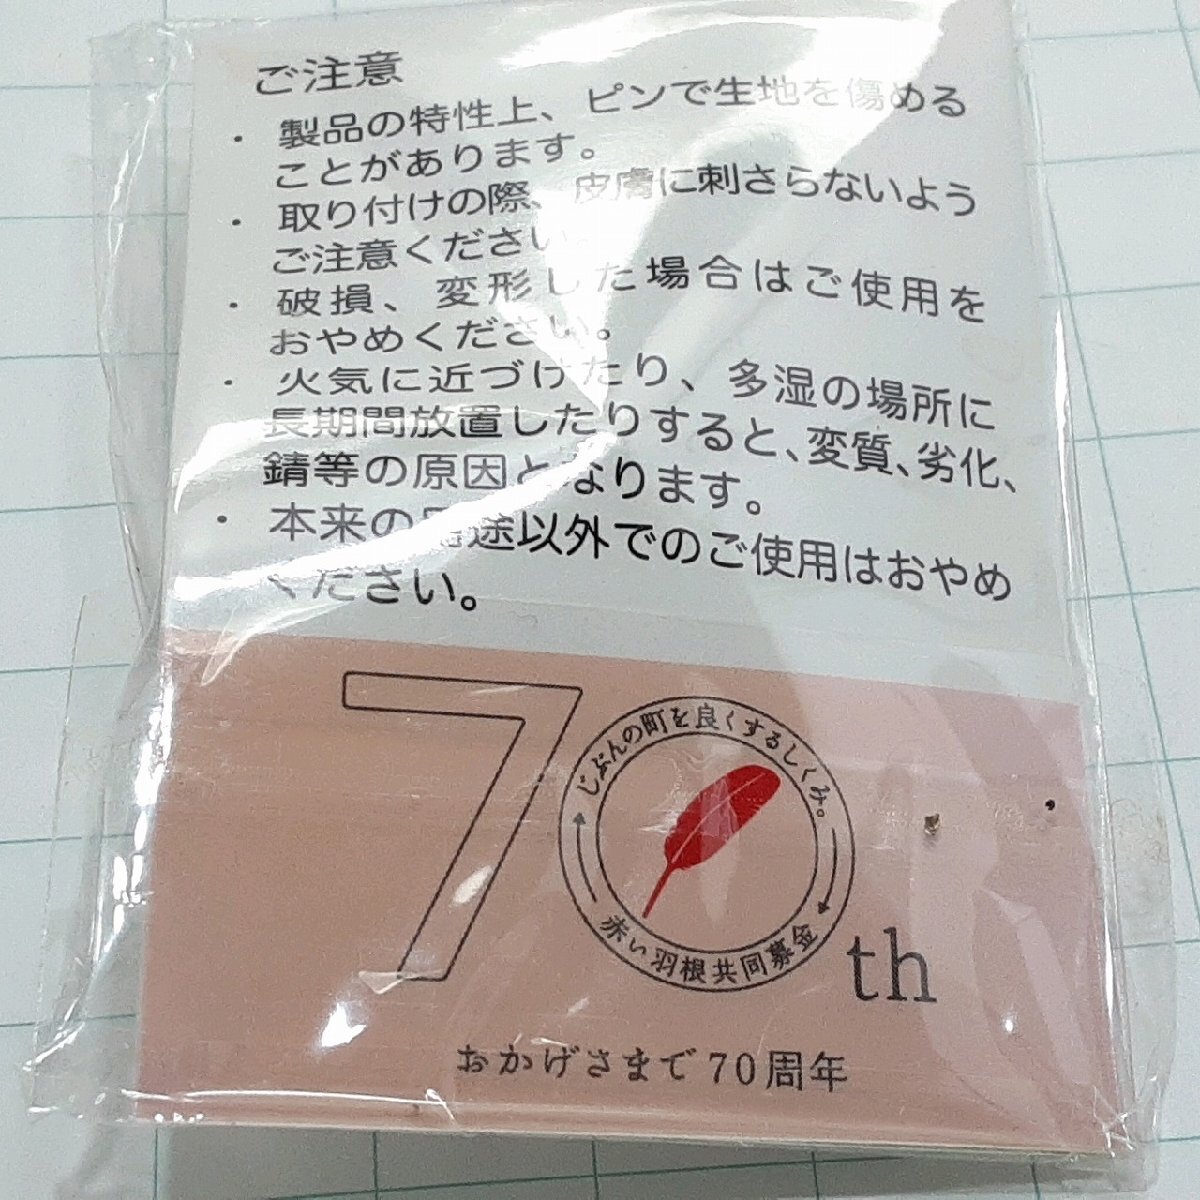 ご注意
・製品の特性上、ピンで生地を傷める
ことがあります。
・取り付けの際、皮膚に刺さらないよう
ご注意ください。
・破損、変形した場合はご使用を
おやめください。
・火気に近づけたり、多湿の場所に
長期間放置したりすると、変質、劣化、
錆等の原因となります。
・本来の用途以外でのご使用はおやめ
ください。
70th
じぶんの町を良くするしくみ。
赤い羽根共同募金
おかげさまで70周年